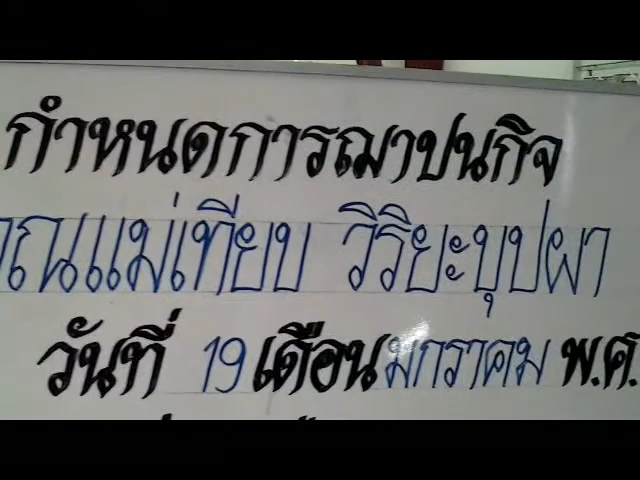 กำหนดการฌาปนกิจ
คุณแม่เทียบ วิริยะบุปผา
วันที่ 19 เดือน มกราคม พ.ศ.